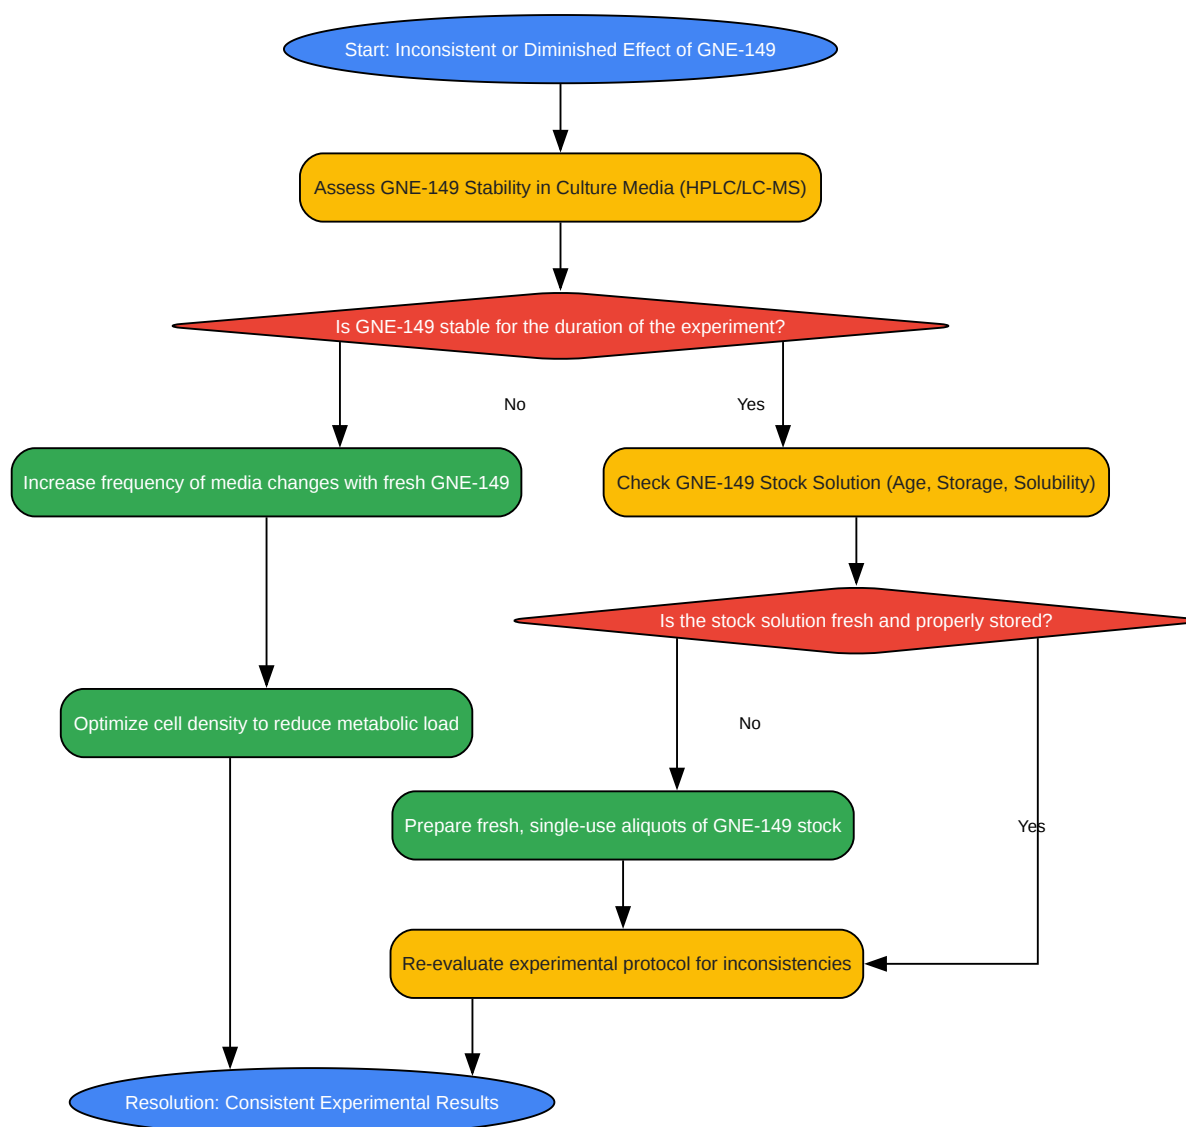 Start: Inconsistent or Diminished Effect of GNE-149
Assess GNE-149 Stability in Culture Media (HPLC/LC-MS)
Is GNE-149 stable for the duration of the experiment?
No
Yes
Increase frequency of media changes with fresh GNE-149
Check GNE-149 Stock Solution (Age, Storage, Solubility)
Is the stock solution fresh and properly stored?
Optimize cell density to reduce metabolic load
No
Prepare fresh, single-use aliquots of GNE-149 stock
Yes
Re-evaluate experimental protocol for inconsistencies
Resolution: Consistent Experimental Results